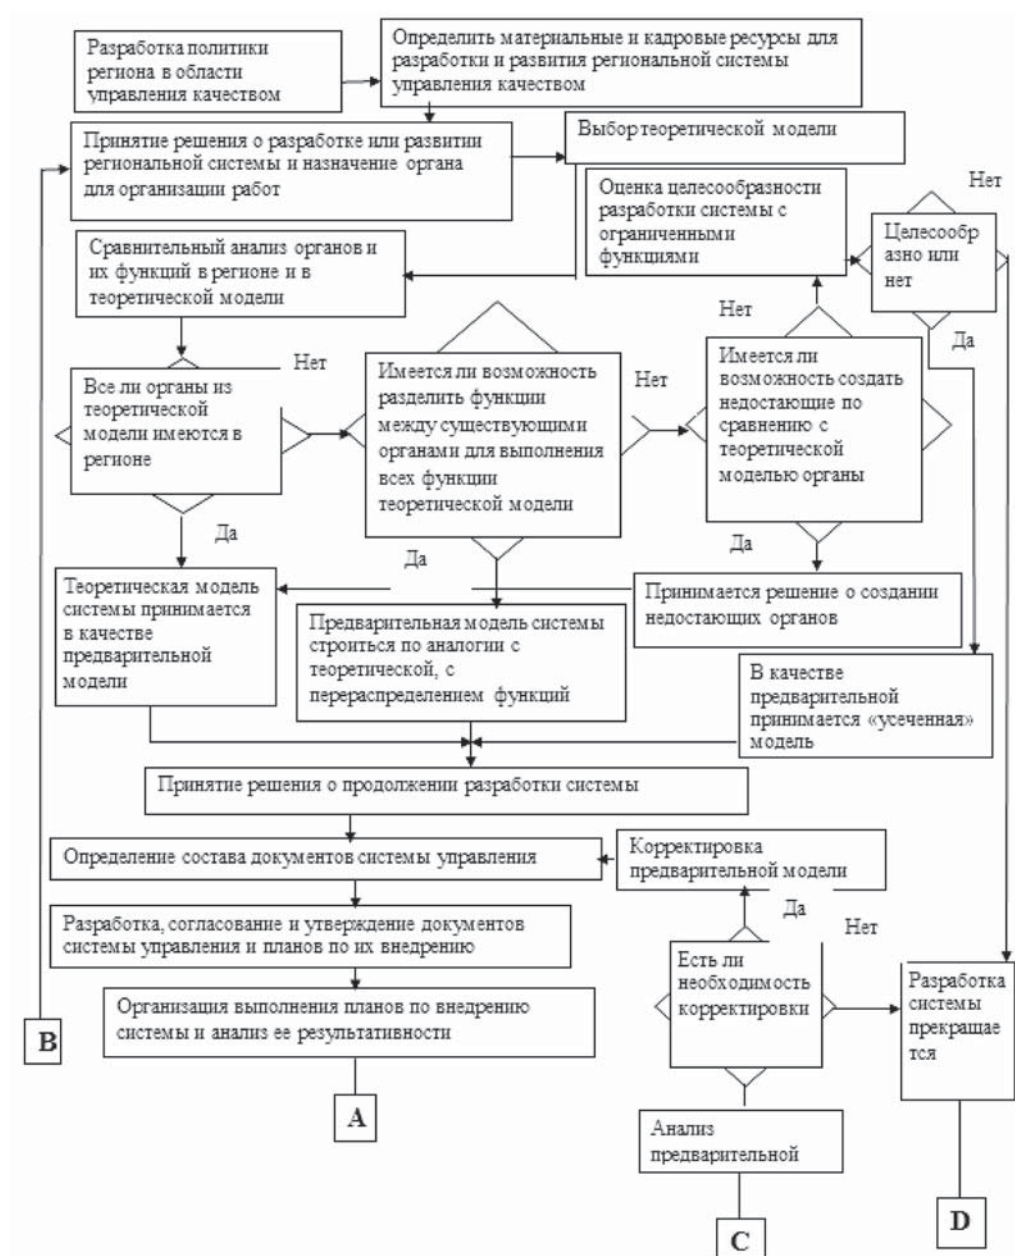 Разработка политики
региона в области
управления качеством
Определить материальные и кадровые ресурсы для
разработки и развития региональной системы
управления качеством
Принятие решения о разработке или развитии
региональной системы и назначение органа
для организации работ
Выбор теоретической модели
Оценка целесообразности
разработки системы с
ограниченными
функциями
Нет
Целесообр
азно или
нет
Да
Сравнительный анализ органов и
их функций в регионе и в
теоретической модели
Нет
Все ли органы из
теоретической
модели имеются в
регионе
Нет
Имеется ли возможность
разделить функции
между существующими
органами для выполнения
всех функции
теоретической модели
Нет
Имеется ли
возможность создать
недостающие по
сравнению с
теоретической
моделью органы
Да
Да
Да
Теоретическая модель
системы принимается
в качестве
предварительной
модели
Предварительная модель системы
строиться по аналогии с
теоретической, с
перераспределением функций
Принимается решение о создании
недостающих органов
В качестве
предварительной
принимается «усеченная»
модель
Принятие решения о продолжении разработки системы
Определение состава документов системы управления
Корректировка
предварительной модели
Да
Нет
Разработка, согласование и утверждение документов
системы управления и планов по их внедрению
Есть ли
необходимость
корректировки
Разработка
системы
прекращае
тся
Организация выполнения планов по внедрению
системы и анализ ее результативности
B
A
Анализ
предварительной
C
D